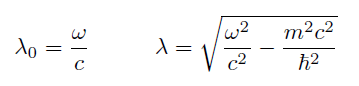 λ₀ = ω/c    λ = √(ω²/c² − m²c²/ħ²)